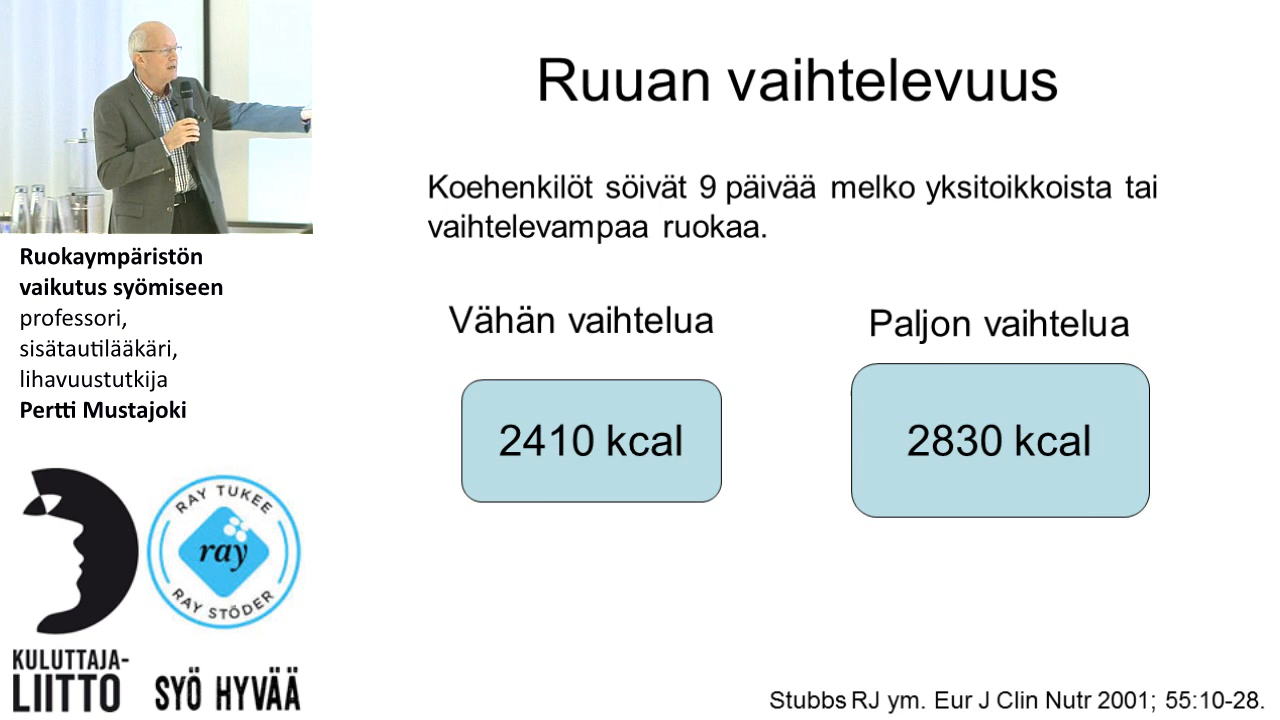 Ruuan vaihtelevuus
Koehenkilöt söivät 9 päivää melko yksitoikkoista tai
vaihtelevampaa ruokaa.
Vähän vaihtelua
Paljon vaihtelua
2410 kcal
2830 kcal
Stubbs RJ ym. Eur J Clin Nutr 2001; 55:10-28.
Ruokaympäristön
vaikutus syömiseen
professori,
sisätautilääkäri,
lihavuustutkija
Pertti Mustajoki
RAY TUKEE
ray
RAY STÖDER
KULUTTAJA-
LIITTO
SYÖ HYVÄÄ